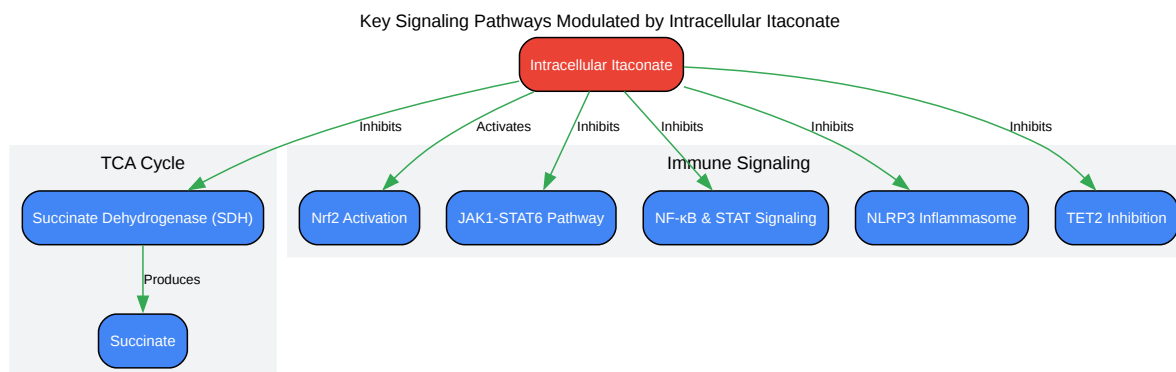 Key Signaling Pathways Modulated by Intracellular Itaconate
Intracellular Itaconate
Inhibits
Activates
Inhibits
Inhibits
Inhibits
Inhibits
TCA Cycle
Immune Signaling
Succinate Dehydrogenase (SDH)
Nrf2 Activation
JAK1-STAT6 Pathway
NF-κB & STAT Signaling
NLRP3 Inflammasome
TET2 Inhibition
Produces
Succinate